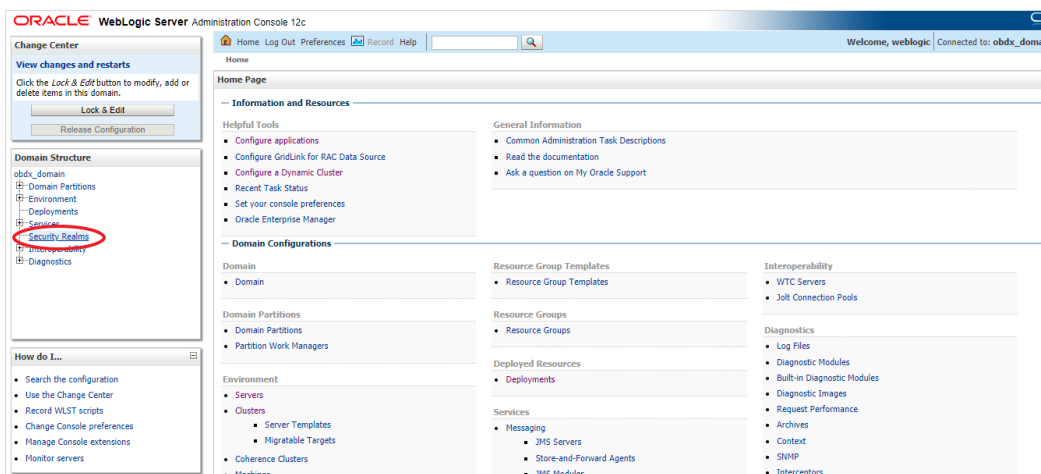 ORACLE WebLogic Server Administration Console 12c
Change Center
View changes and restarts
Click the Lock & Edit button to modify, add or
delete items in this domain.
Lock & Edit
Release Configuration
Domain Structure
obdx_domain
Domain Partitions
Environment
Deployments
Services
Security Realms
Interoperability
Diagnostics
How do I...
Search the configuration
Use the Change Center
Record WLST scripts
Change Console preferences
Manage Console extensions
Monitor servers
Home Log Out Preferences Record Help
Welcome, weblogic Connected to: obdx_doma
Home
Home Page
Information and Resources
Helpful Tools
Configure applications
Configure GridLink for RAC Data Source
Configure a Dynamic Cluster
Recent Task Status
Set your console preferences
Oracle Enterprise Manager
General Information
Common Administration Task Descriptions
Read the documentation
Ask a question on My Oracle Support
Domain Configurations
Domain
Domain
Domain Partitions
Domain Partitions
Partition Work Managers
Environment
Servers
Clusters
Server Templates
Migratable Targets
Coherence Clusters
Machines
Resource Group Templates
Resource Group Templates
Resource Groups
Resource Groups
Deployed Resources
Deployments
Services
Messaging
JMS Servers
Store-and-Forward Agents
JMS Modules
Interoperability
WTC Servers
Jolt Connection Pools
Diagnostics
Log Files
Diagnostic Modules
Built-in Diagnostic Modules
Diagnostic Images
Request Performance
Archives
Context
SNMP
Interceptors